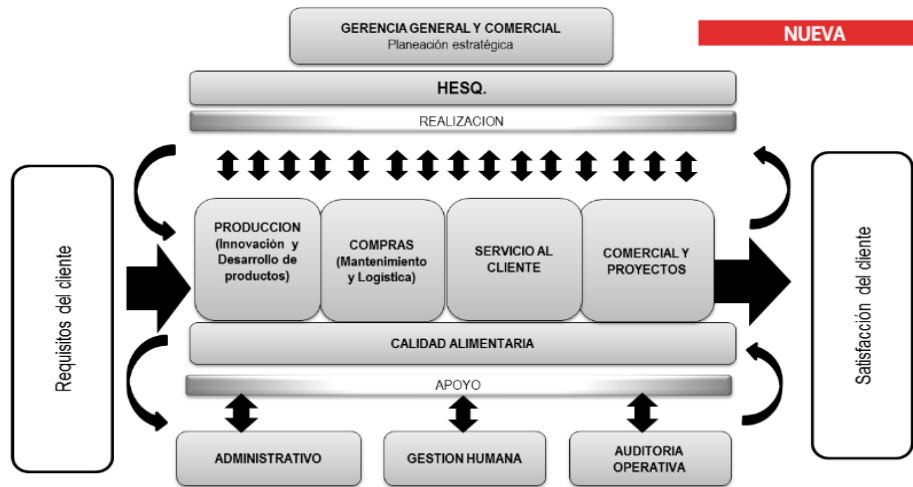 GERENCIA GENERAL Y COMERCIAL
Planeación estratégica
NUEVA
HESQ.
REALIZACION
Requisitos del cliente
PRODUCCION
(Innovación y
Desarrollo de
productos)
COMPRAS
(Mantenimiento
y Logística)
SERVICIO AL
CLIENTE
COMERCIAL Y
PROYECTOS
Satisfacción del cliente
CALIDAD ALIMENTARIA
APOYO
ADMINISTRATIVO
GESTION HUMANA
AUDITORIA
OPERATIVA